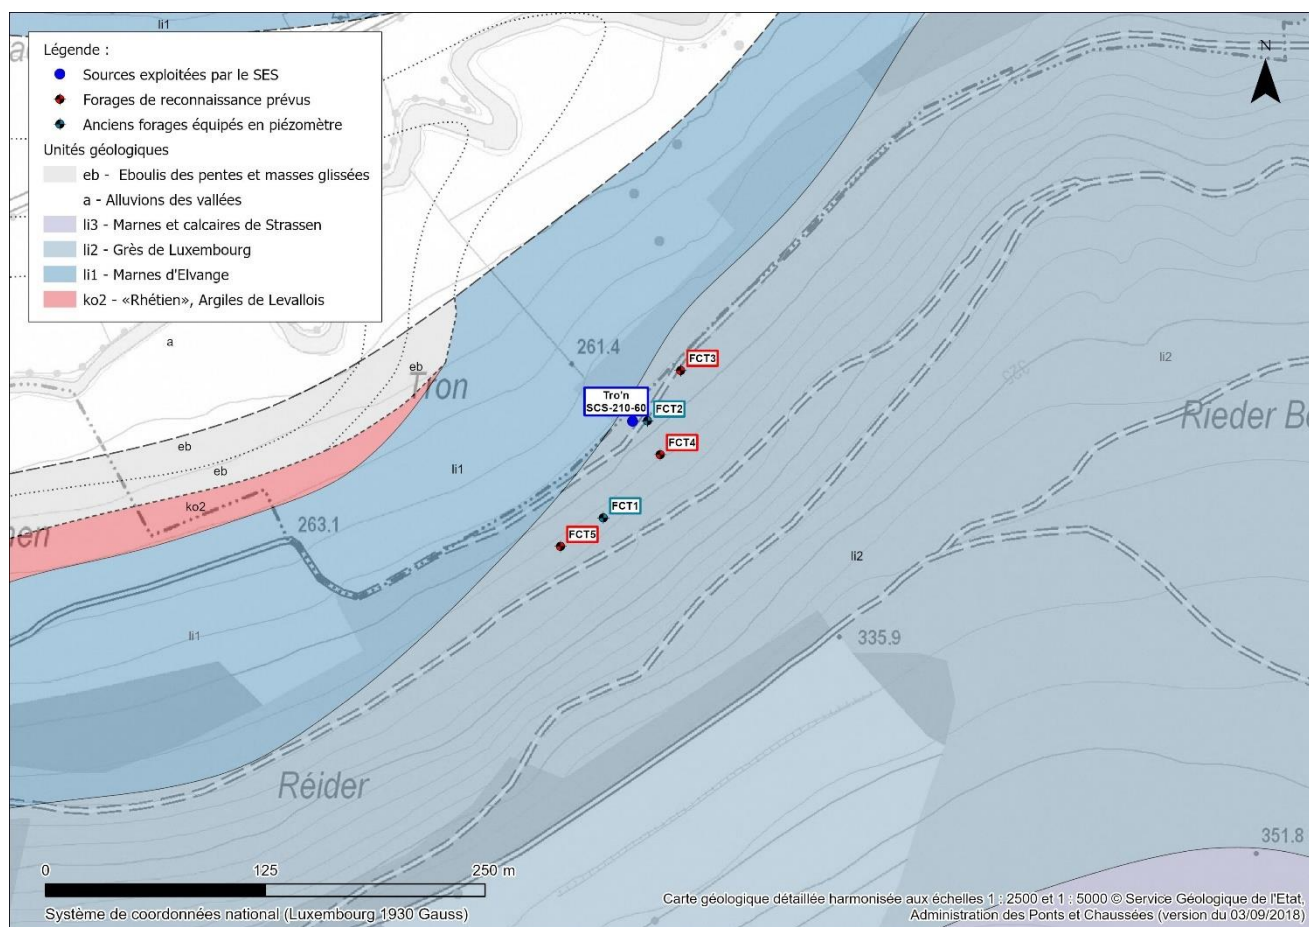 li1
N
Légende :
Sources exploitées par le SES
Forages de reconnaissance prévus
Anciens forages équipés en piézomètre
Unités géologiques
eb - Eboulis des pentes et masses glissées
a - Alluvions des vallées
li3 - Marnes et calcaires de Strassen
li2 - Grès de Luxembourg
li1 - Marnes d'Elvange
ko2 - «Rhétien», Argiles de Levallois
a
261.4
FCT3
li2
325
eb
Tron
Tro'n
SCS-210-60
FCT2
Rieder Be
eb
FCT4
eb
li1
ko2
263.1
FCT1
FCT5
li2
li1
335.9
Réider
351.8
0 125 250 m
Système de coordonnées national (Luxembourg 1930 Gauss)
Carte géologique détaillée harmonisée aux échelles 1 : 2500 et 1 : 5000 © Service Géologique de l'Etat,
Administration des Ponts et Chaussées (version du 03/09/2018)